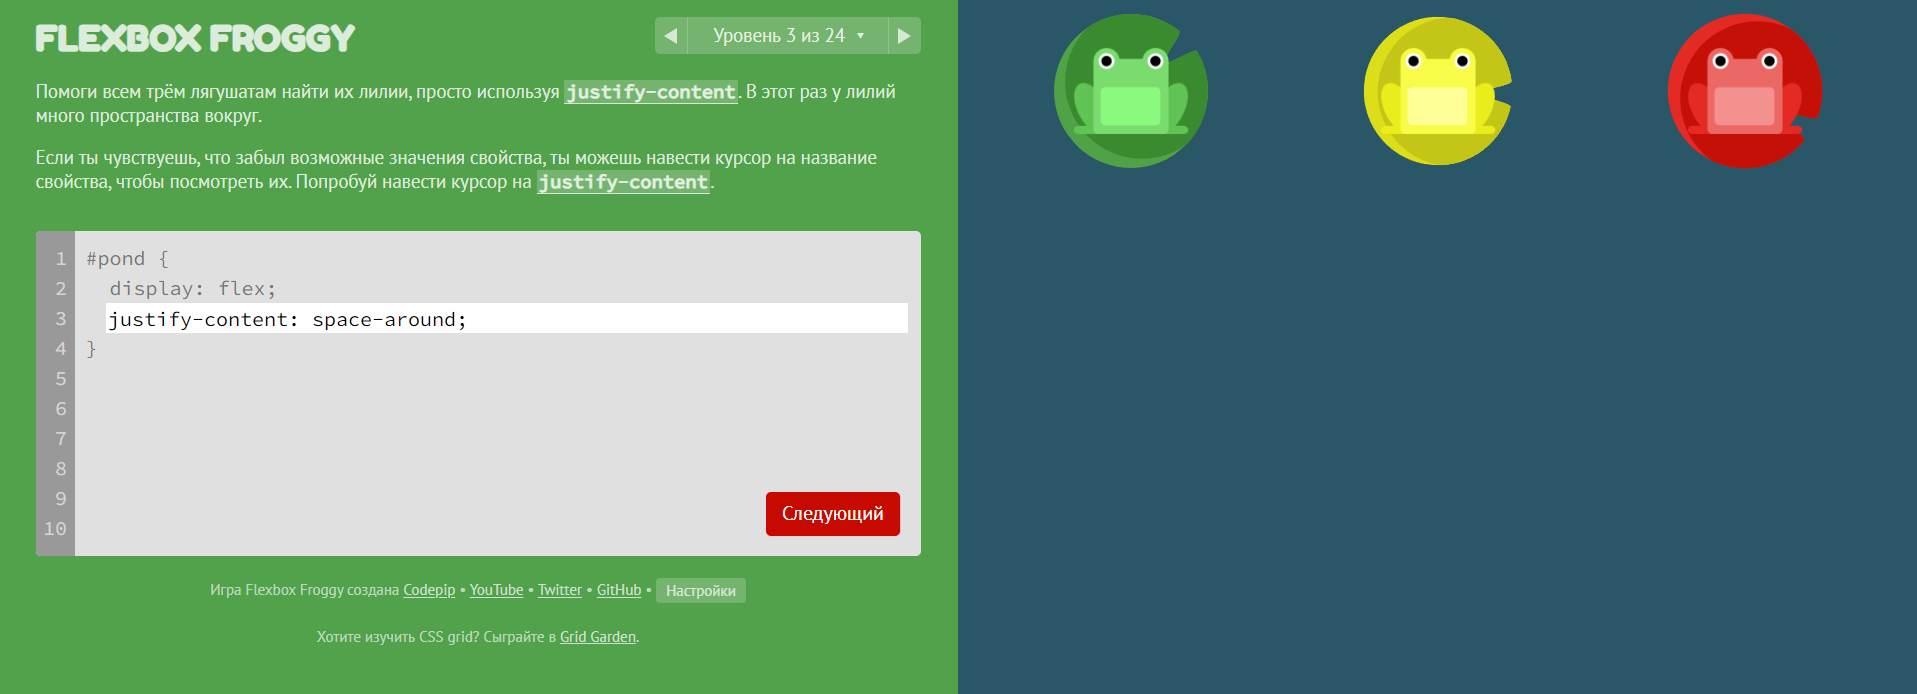 FLEXBOX FROGGY
Уровень 3 из 24
Помоги всем трём лягушатам найти их лилии, просто используя justify-content. В этот раз у лилий
много пространства вокруг.
Если ты чувствуешь, что забыл возможные значения свойства, ты можешь навести курсор на название
свойства, чтобы посмотреть их. Попробуй навести курсор на justify-content.
1 #pond {
2 display: flex;
3 justify-content: space-around;
4 }
5
6
7
8
9
10
Следующий
Игра Flexbox Froggy создана Codepip • YouTube • Twitter • GitHub • Настройки
Хотите изучить CSS grid? Сыграйте в Grid Garden.